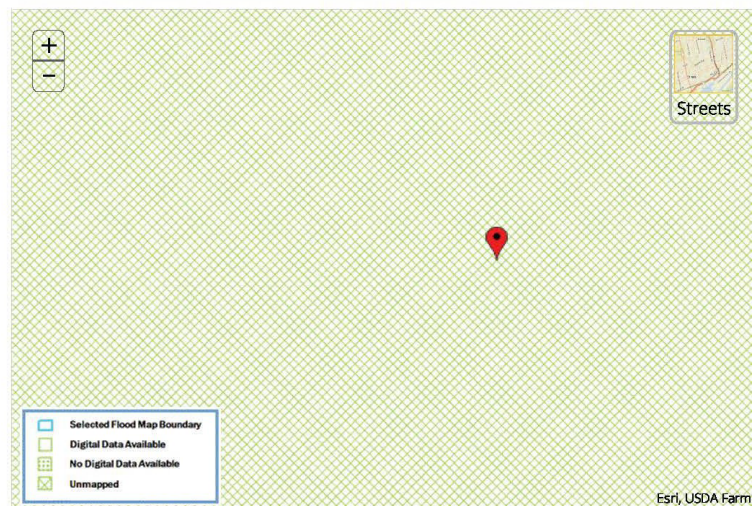 +
−
Streets
Selected Flood Map Boundary
Digital Data Available
No Digital Data Available
Unmapped
Esri, USDA Farm